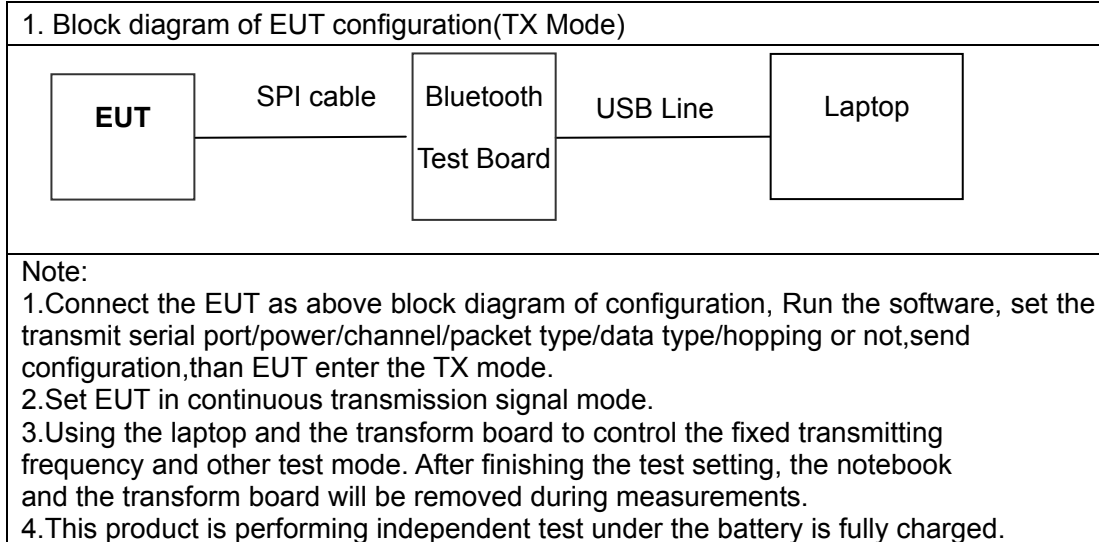 1. Block diagram of EUT configuration(TX Mode)
EUT
SPI cable
Bluetooth
Test Board
USB Line
Laptop
Note:
1.Connect the EUT as above block diagram of configuration, Run the software, set the
transmit serial port/power/channel/packet type/data type/hopping or not,send
configuration,than EUT enter the TX mode.
2.Set EUT in continuous transmission signal mode.
3.Using the laptop and the transform board to control the fixed transmitting
frequency and other test mode. After finishing the test setting, the notebook
and the transform board will be removed during measurements.
4.This product is performing independent test under the battery is fully charged.